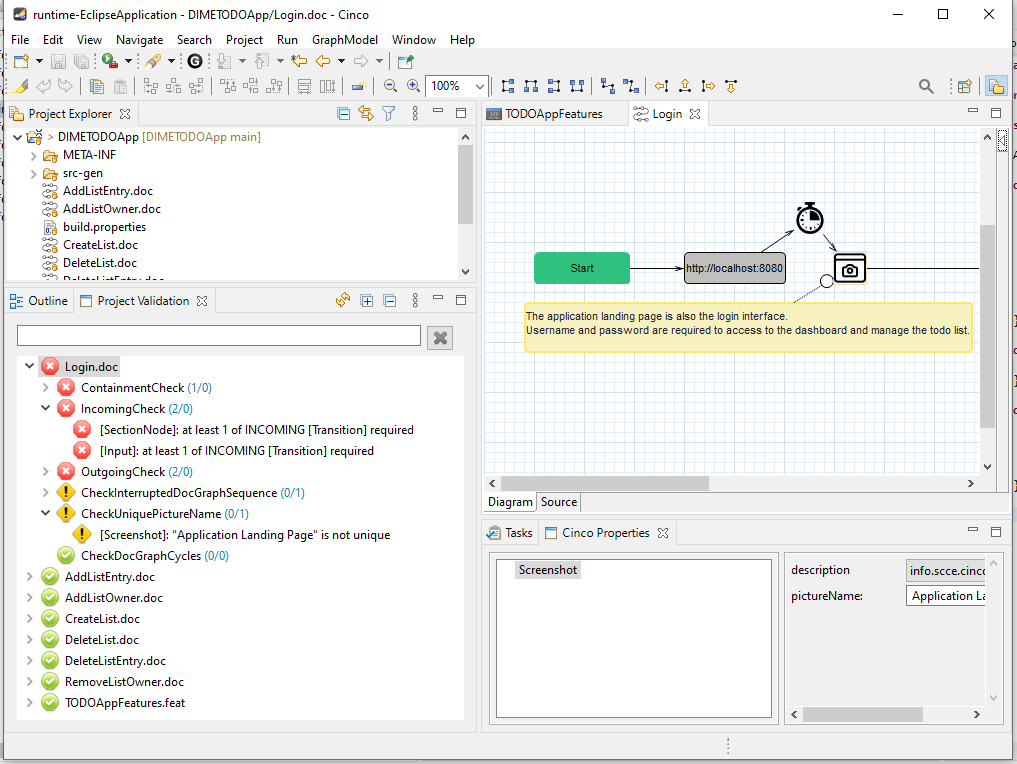 runtime-EclipseApplication - DIMETODOApp/Login.doc - Cinco
File Edit View Navigate Search Project Run GraphModel Window Help
G
100%
Project Explorer
> DIMETODOApp [DIMETODOApp main]
META-INF
src-gen
AddListEntry.doc
AddListOwner.doc
build.properties
CreateList.doc
DeleteList.doc
DeleteListEntry.doc
Outline
Project Validation
Login.doc
ContainmentCheck (1/0)
IncomingCheck (2/0)
[SectionNode]: at least 1 of INCOMING [Transition] required
[Input]: at least 1 of INCOMING [Transition] required
OutgoingCheck (2/0)
CheckInterruptedDocGraphSequence (0/1)
CheckUniquePictureName (0/1)
[Screenshot]: "Application Landing Page" is not unique
CheckDocGraphCycles (0/0)
AddListEntry.doc
AddListOwner.doc
CreateList.doc
DeleteList.doc
DeleteListEntry.doc
RemoveListOwner.doc
TODOAppFeatures.feat
TODOAppFeatures
Login
Start
http://localhost:8080
The application landing page is also the login interface.
Username and password are required to access to the dashboard and manage the todo list.
Diagram
Source
Tasks
Cinco Properties
Screenshot
description
info.scce.cinco
pictureName:
Application La